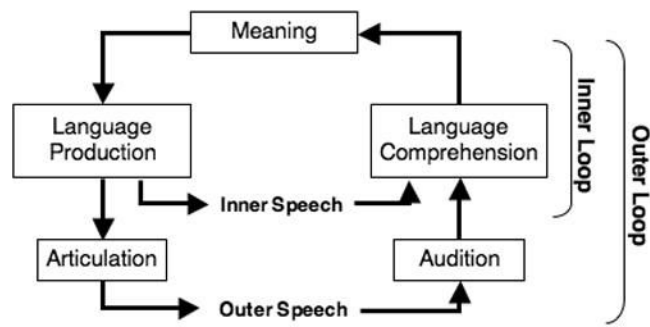 Meaning
Language
Production
Language
Comprehension
Inner Speech
Articulation
Audition
Outer Speech
Inner Loop
Outer Loop